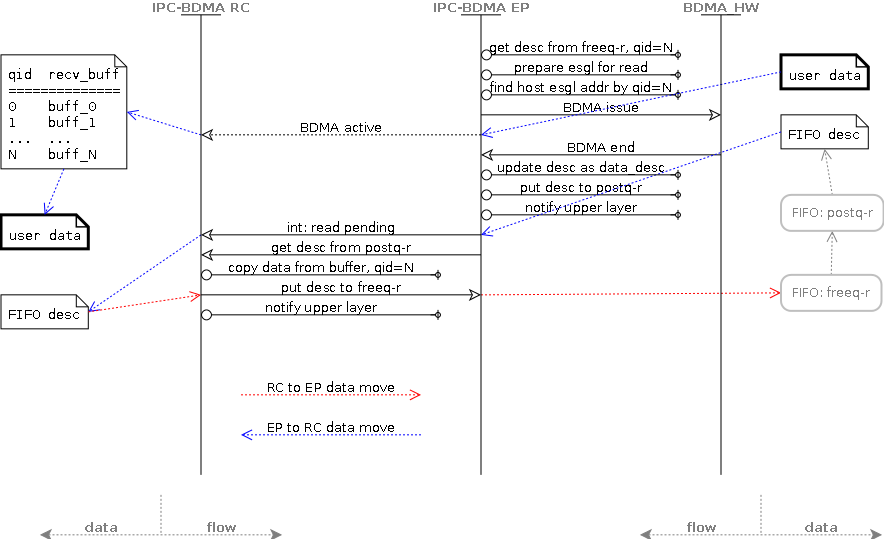 IPC-BDMA RC IPC-BDMA EP BDMA_HW
get desc from freeq-r, qid=N
prepare esgl for read
find host esgl addr by qid=N
BDMA issue
qid recv_buff
==============
0 buff_0
1 buff_1
... ...
N buff_N
user data
BDMA active
FIFO desc
BDMA end
update desc as data_desc
put desc to postq-r
notify upper layer
FIFO: postq-r
user data
int: read pending
get desc from postq-r
copy data from buffer, qid=N
put desc to freeq-r
notify upper layer
FIFO desc
FIFO: freeq-r
RC to EP data move
EP to RC data move
data flow flow data